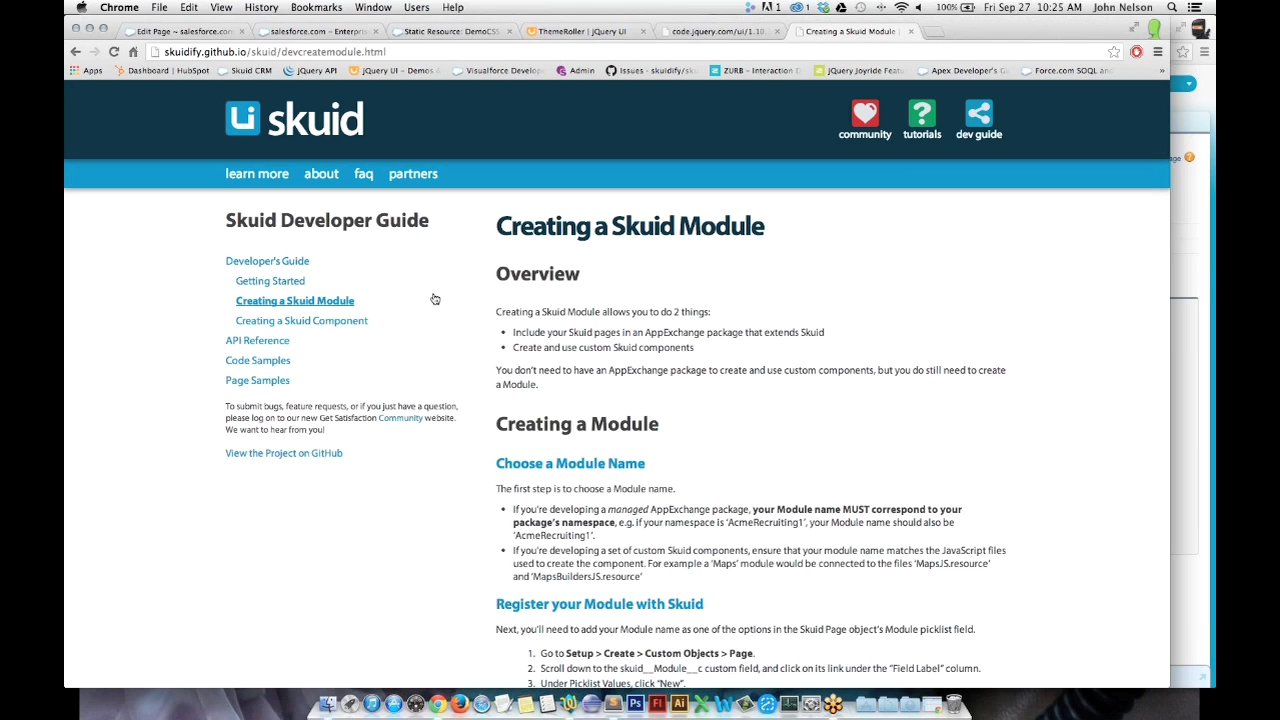 Chrome File Edit View History Bookmarks Window Users Help 1 1 100% Fri Sep 27 10:25 AM John Nelson
Edit Page ~ salesforce.com salesforce.com - Enterpris Static Resource: DemoCSS ThemeRoller | jQuery UI code.jquery.com/ui/1.10. Creating a Skuid Module |
skuidify.github.io/skuid/devcreatemodule.html
Apps Dashboard | HubSpot Skuid CRM jQuery API jQuery UI - Demos & Visualforce Develop Admin Issues · skuidify/sku ZURB – Interaction D jQuery Joyride Featu Apex Developer's G Force.com SOQL an »
skuid
community tutorials dev guide
learn more about faq partners
Skuid Developer Guide
Developer's Guide
Getting Started
Creating a Skuid Module
Creating a Skuid Component
API Reference
Code Samples
Page Samples
To submit bugs, feature requests, or if you just have a question,
please log on to our new Get Satisfaction Community website.
We want to hear from you!
View the Project on GitHub
Creating a Skuid Module
Overview
Creating a Skuid Module allows you to do 2 things:
• Include your Skuid pages in an AppExchange package that extends Skuid
• Create and use custom Skuid components
You don't need to have an AppExchange package to create and use custom components, but you do still need to create
a Module.
Creating a Module
Choose a Module Name
The first step is to choose a Module name.
• If you're developing a managed AppExchange package, your Module name MUST correspond to your
package's namespace, e.g. if your namespace is 'AcmeRecruiting1', your Module name should also be
'AcmeRecruiting1'.
• If you're developing a set of custom Skuid components, ensure that your module name matches the JavaScript files
used to create the component. For example a 'Maps' module would be connected to the files 'MapsJS.resource'
and 'MapsBuildersJS.resource'
Register your Module with Skuid
Next, you'll need to add your Module name as one of the options in the Skuid Page object's Module picklist field.
1. Go to Setup > Create > Custom Objects > Page.
2. Scroll down to the skuid__Module__c custom field, and click on its link under the "Field Label" column.
3. Under Picklist Values, click "New".